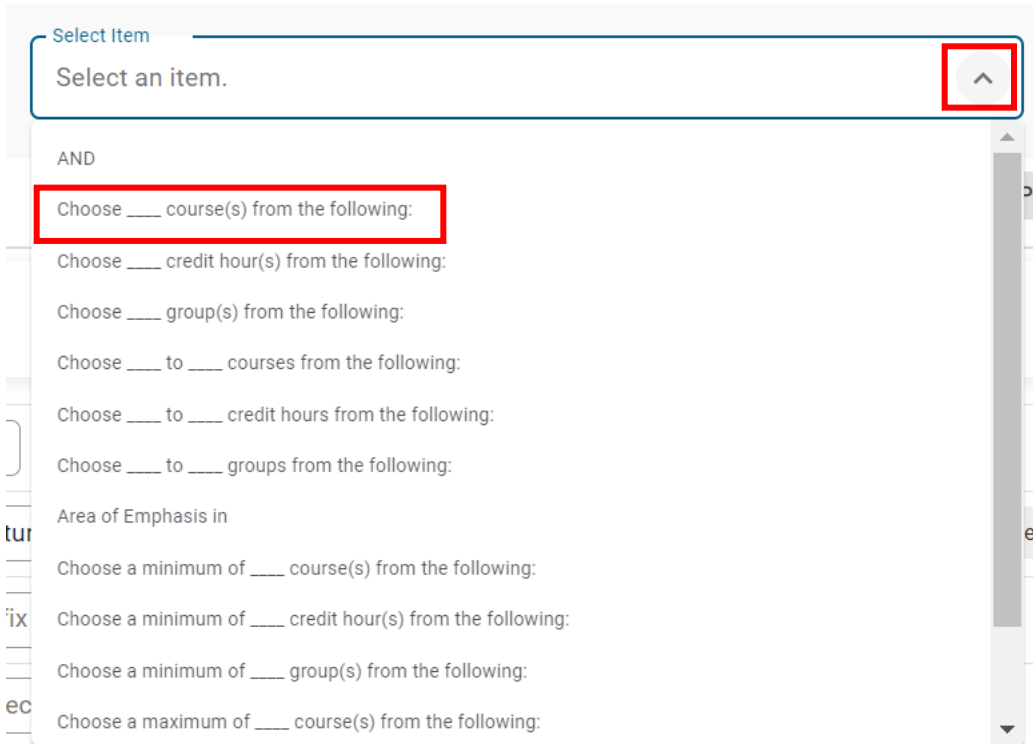 Select Item
Select an item.
AND
Choose ____ course(s) from the following:
Choose ____ credit hour(s) from the following:
Choose ____ group(s) from the following:
Choose ____ to ____ courses from the following:
Choose ____ to ____ credit hours from the following:
Choose ____ to ____ groups from the following:
Area of Emphasis in
Choose a minimum of ____ course(s) from the following:
Choose a minimum of ____ credit hour(s) from the following:
Choose a minimum of ____ group(s) from the following:
Choose a maximum of ____ course(s) from the following: